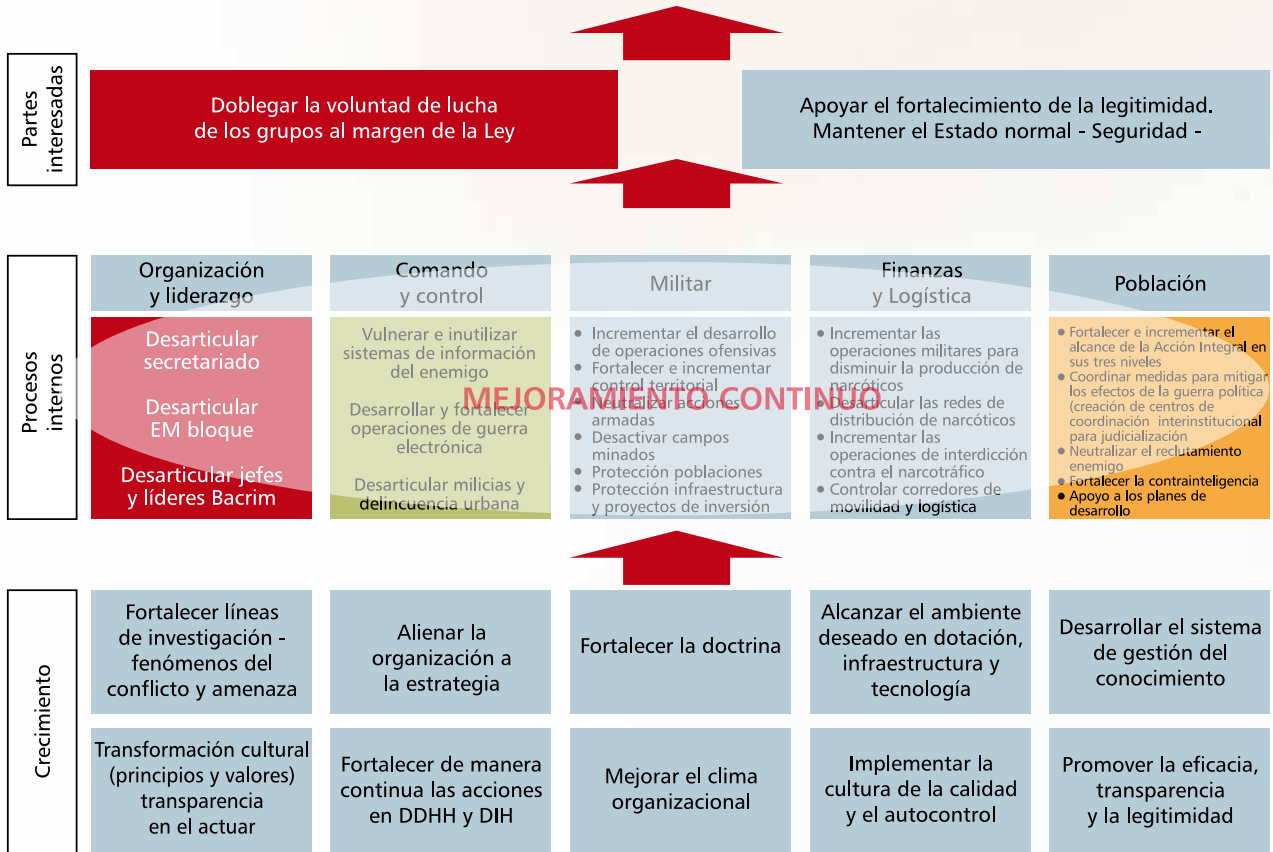 Partes
interesadas
Doblegar la voluntad de lucha
de los grupos al margen de la Ley
Apoyar el fortalecimiento de la legitimidad.
Mantener el Estado normal - Seguridad -
Procesos
internos
Organización
y liderazgo
Desarticular
secretariado
Desarticular
EM bloque
Desarticular jefes
y líderes Bacrim
Comando
y control
Vulnerar e inutilizar
sistemas de información
del enemigo
Desarrollar y fortalecer
operaciones de guerra
electrónica
Desarticular milicias y
delincuencia urbana
Militar
• Incrementar el desarrollo
de operaciones ofensivas
• Fortalecer e incrementar
control territorial
• Neutralizar acciones
armadas
• Desactivar campos
minados
• Protección poblaciones
• Protección infraestructura
y proyectos de inversión
Finanzas
y Logística
• Incrementar las
operaciones militares para
disminuir la producción de
narcóticos
• Desarticular las redes de
distribución de narcóticos
• Incrementar las
operaciones de interdicción
contra el narcotráfico
• Controlar corredores de
movilidad y logística
Población
• Fortalecer e incrementar el
alcance de la Acción Integral en
sus tres niveles
• Coordinar medidas para mitigar
los efectos de la guerra política
(creación de centros de
coordinación interinstitucional
para judicialización
• Neutralizar el reclutamiento
enemigo
• Fortalecer la contrainteligencia
• Apoyo a los planes de
desarrollo
MEJORAMIENTO CONTINUO
Crecimiento
Fortalecer líneas
de investigación -
fenómenos del
conflicto y amenaza
Alienar la
organización a
la estrategia
Fortalecer la doctrina
Alcanzar el ambiente
deseado en dotación,
infraestructura y
tecnología
Desarrollar el sistema
de gestión del
conocimiento
Transformación cultural
(principios y valores)
transparencia
en el actuar
Fortalecer de manera
continua las acciones
en DDHH y DIH
Mejorar el clima
organizacional
Implementar la
cultura de la calidad
y el autocontrol
Promover la eficacia,
transparencia
y la legitimidad